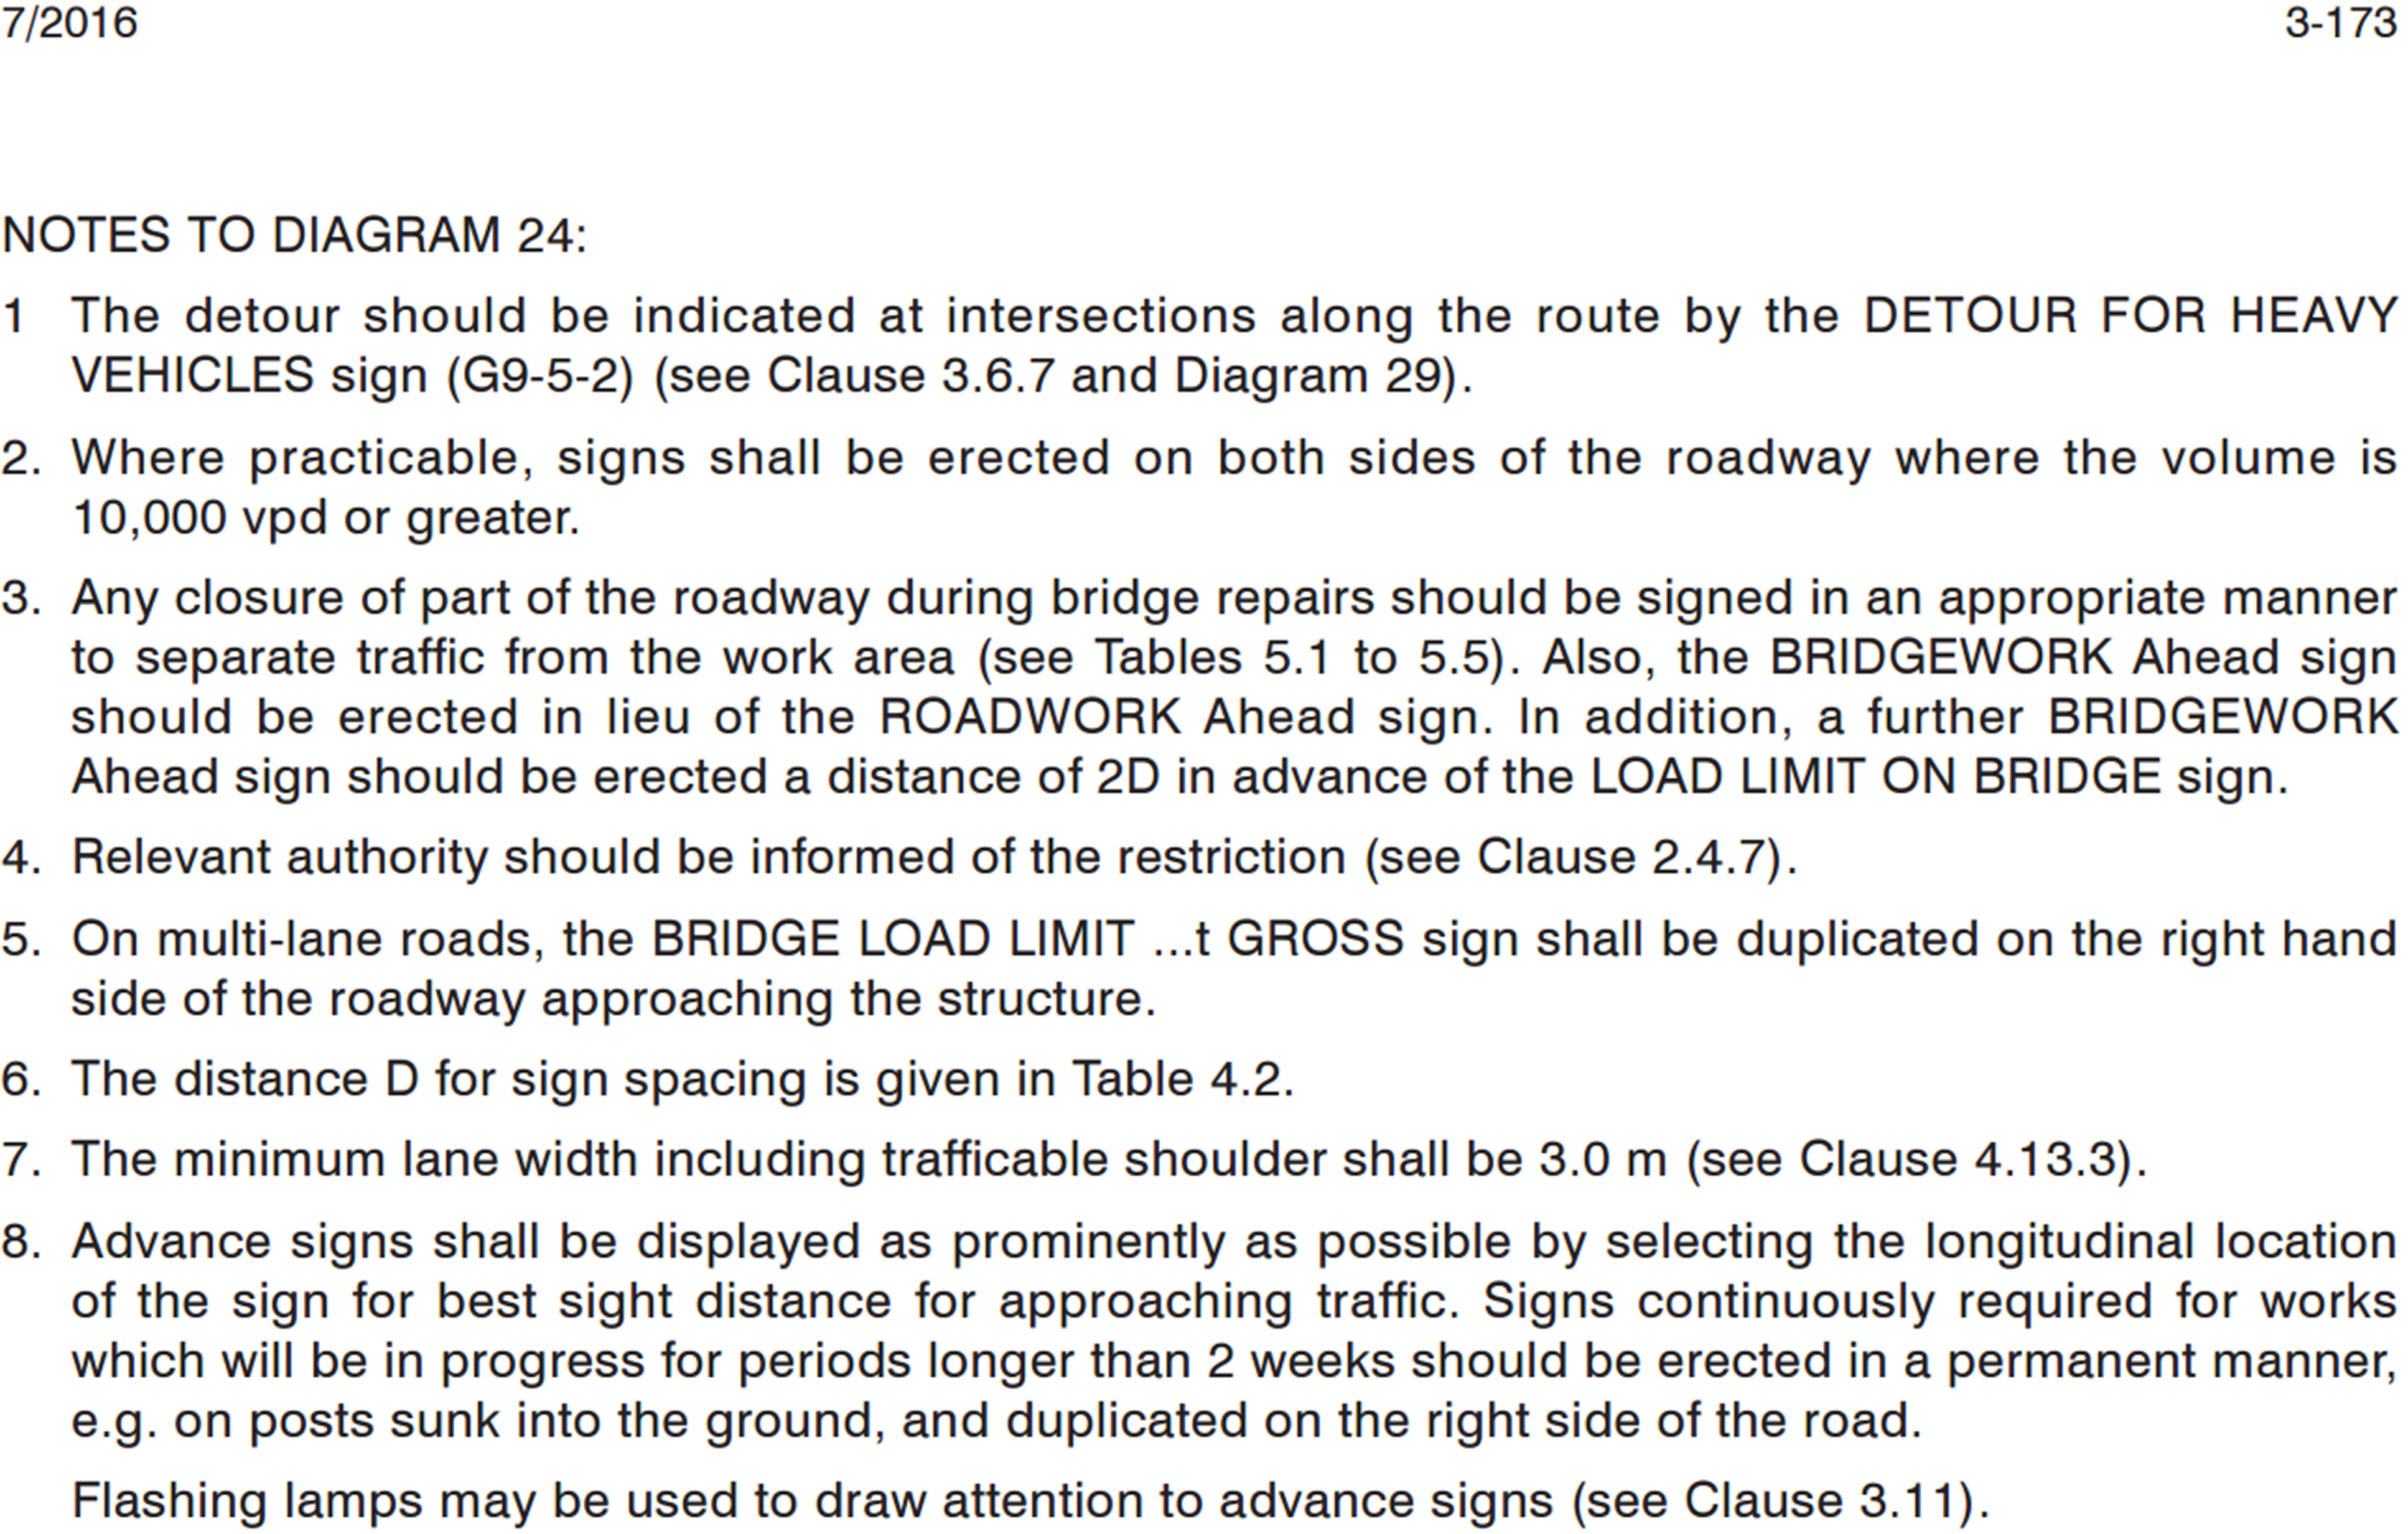 7/2016 3-173
NOTES TO DIAGRAM 24:
1 The detour should be indicated at intersections along the route by the DETOUR FOR HEAVY
VEHICLES sign (G9-5-2) (see Clause 3.6.7 and Diagram 29).
2. Where practicable, signs shall be erected on both sides of the roadway where the volume is
10,000 vpd or greater.
3. Any closure of part of the roadway during bridge repairs should be signed in an appropriate manner
to separate traffic from the work area (see Tables 5.1 to 5.5). Also, the BRIDGEWORK Ahead sign
should be erected in lieu of the ROADWORK Ahead sign. In addition, a further BRIDGEWORK
Ahead sign should be erected a distance of 2D in advance of the LOAD LIMIT ON BRIDGE sign.
4. Relevant authority should be informed of the restriction (see Clause 2.4.7).
5. On multi-lane roads, the BRIDGE LOAD LIMIT ...t GROSS sign shall be duplicated on the right hand
side of the roadway approaching the structure.
6. The distance D for sign spacing is given in Table 4.2.
7. The minimum lane width including trafficable shoulder shall be 3.0 m (see Clause 4.13.3).
8. Advance signs shall be displayed as prominently as possible by selecting the longitudinal location
of the sign for best sight distance for approaching traffic. Signs continuously required for works
which will be in progress for periods longer than 2 weeks should be erected in a permanent manner,
e.g. on posts sunk into the ground, and duplicated on the right side of the road.
Flashing lamps may be used to draw attention to advance signs (see Clause 3.11).